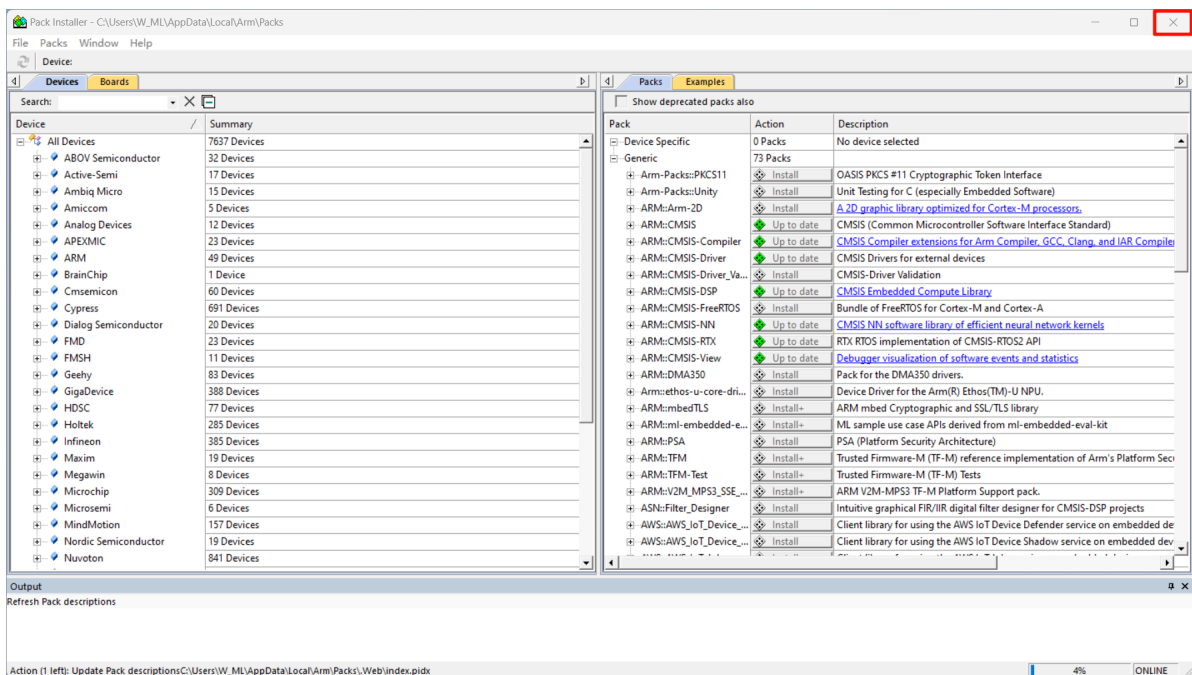 Pack Installer - C:\Users\W_ML\AppData\Local\Arm\Packs
File Packs Window Help
Device:
Devices Boards
Search:
Device / Summary
All Devices 7637 Devices
ABOV Semiconductor 32 Devices
Active-Semi 17 Devices
Ambiq Micro 15 Devices
Amiccom 5 Devices
Analog Devices 12 Devices
APEXMIC 23 Devices
ARM 49 Devices
BrainChip 1 Device
Cmsemicon 60 Devices
Cypress 691 Devices
Dialog Semiconductor 20 Devices
FMD 23 Devices
FMSH 11 Devices
Geehy 83 Devices
GigaDevice 388 Devices
HDSC 77 Devices
Holtek 285 Devices
Infineon 385 Devices
Maxim 19 Devices
Megawin 8 Devices
Microchip 309 Devices
Microsemi 6 Devices
MindMotion 157 Devices
Nordic Semiconductor 19 Devices
Nuvoton 841 Devices
Packs Examples
Show deprecated packs also
Pack Action Description
Device Specific 0 Packs No device selected
Generic 73 Packs
Arm-Packs::PKCS11 Install OASIS PKCS #11 Cryptographic Token Interface
Arm-Packs::Unity Install Unit Testing for C (especially Embedded Software)
ARM::Arm-2D Install A 2D graphic library optimized for Cortex-M processors.
ARM::CMSIS Up to date CMSIS (Common Microcontroller Software Interface Standard)
ARM::CMSIS-Compiler Up to date CMSIS Compiler extensions for Arm Compiler, GCC, Clang, and IAR Compiler
ARM::CMSIS-Driver Up to date CMSIS Drivers for external devices
ARM::CMSIS-Driver_Va... Install CMSIS-Driver Validation
ARM::CMSIS-DSP Up to date CMSIS Embedded Compute Library
ARM::CMSIS-FreeRTOS Install Bundle of FreeRTOS for Cortex-M and Cortex-A
ARM::CMSIS-NN Up to date CMSIS NN software library of efficient neural network kernels
ARM::CMSIS-RTX Up to date RTX RTOS implementation of CMSIS-RTOS2 API
ARM::CMSIS-View Up to date Debugger visualization of software events and statistics
ARM::DMA350 Install Pack for the DMA350 drivers.
Arm::ethos-u-core-dri... Install Device Driver for the Arm(R) Ethos(TM)-U NPU.
ARM::mbedTLS Install+ ARM mbed Cryptographic and SSL/TLS library
ARM::ml-embedded-e... Install+ ML sample use case APIs derived from ml-embedded-eval-kit
ARM::PSA Install PSA (Platform Security Architecture)
ARM::TFM Install+ Trusted Firmware-M (TF-M) reference implementation of Arm's Platform Secu
ARM::TFM-Test Install+ Trusted Firmware-M (TF-M) Tests
ARM::V2M_MPS3_SSE_... Install+ ARM V2M-MPS3 TF-M Platform Support pack.
ASN::Filter_Designer Install Intuitive graphical FIR/IIR digital filter designer for CMSIS-DSP projects
AWS::AWS_IoT_Device_... Install Client library for using the AWS IoT Device Defender service on embedded de
AWS::AWS_IoT_Device_... Install Client library for using the AWS IoT Device Shadow service on embedded dev
Output
Refresh Pack descriptions
Action (1 left): Update Pack descriptionsC:\Users\W_ML\AppData\Local\Arm\Packs\.Web\index.pidx 4% ONLINE